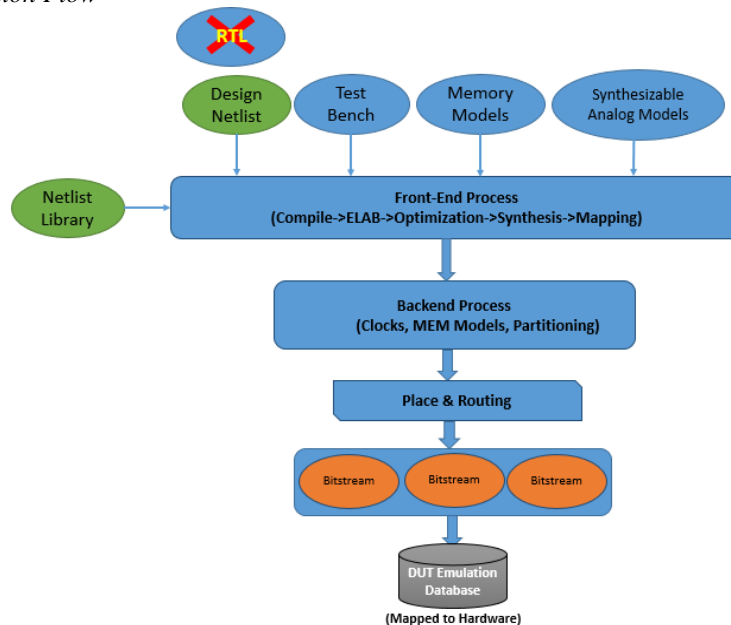 Flow
RTL
Design
Netlist
Test
Bench
Memory
Models
Synthesizable
Analog Models
Netlist
Library
Front-End Process
(Compile->ELAB->Optimization->Synthesis->Mapping)
Backend Process
(Clocks, MEM Models, Partitioning)
Place & Routing
Bitstream
Bitstream
Bitstream
DUT Emulation
Database
(Mapped to Hardware)